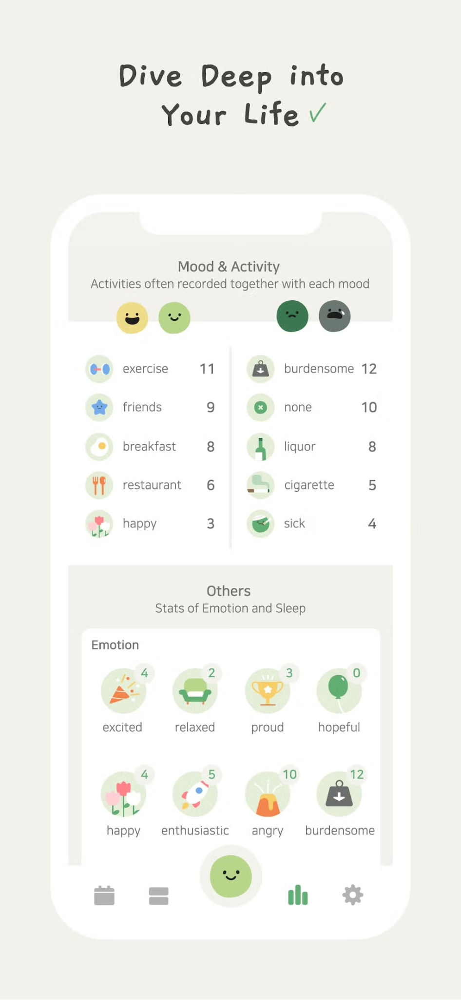 Dive Deep into
Your Life ✓
Mood & Activity
Activities often recorded together with each mood
exercise 11
friends 9
breakfast 8
restaurant 6
happy 3
burdensome 12
none 10
liquor 8
cigarette 5
sick 4
Others
Stats of Emotion and Sleep
Emotion
4 2 3 0
excited relaxed proud hopeful
4 5 10 12
happy enthusiastic angry burdensome